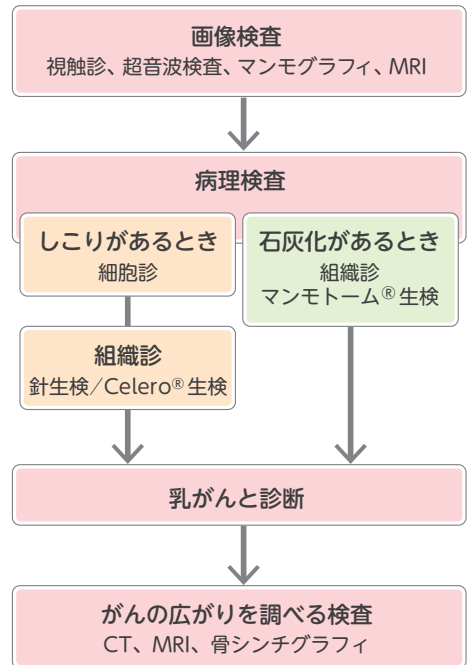 画像検査
視触診、超音波検査、マンモグラフィ、MRI
病理検査
しこりがあるとき
細胞診
石灰化があるとき
組織診
マンモトーム®生検
組織診
針生検/Celero®生検
乳がんと診断
がんの広がりを調べる検査
CT、MRI、骨シンチグラフィ